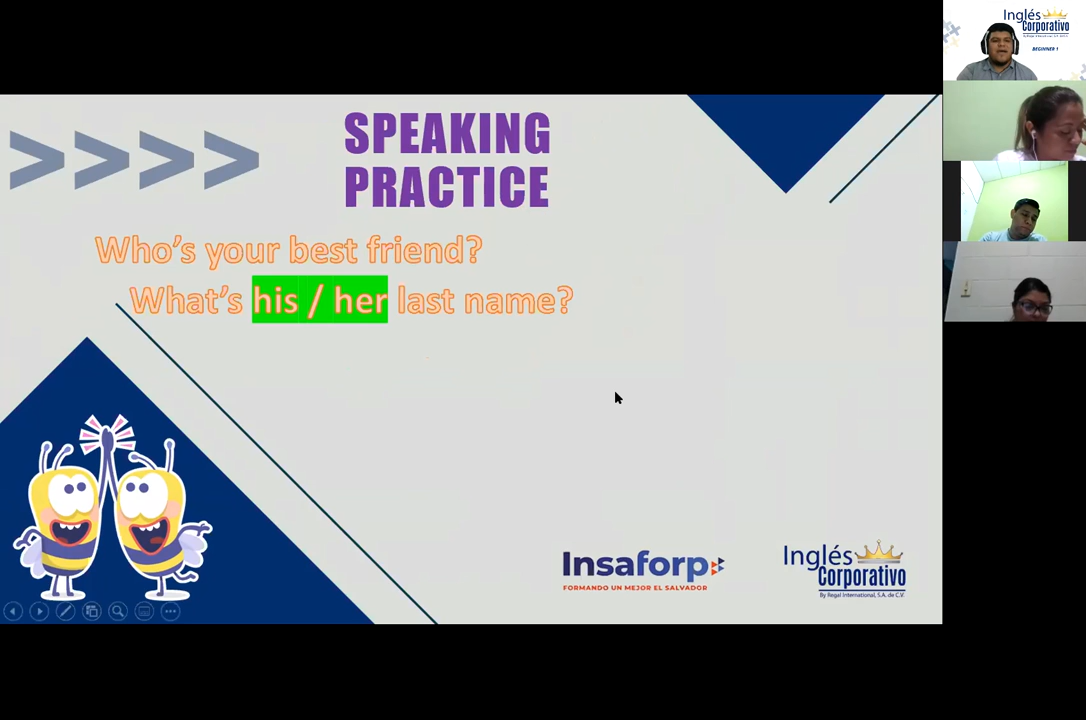 SPEAKING
PRACTICE
Who's your best friend?
What's his / her last name?
Insaforp
FORMANDO UN MEJOR EL SALVADOR
Inglés
Corporativo
By Regal International, S.A. de C.V.
Inglés
Corporativo
BEGINNER 1